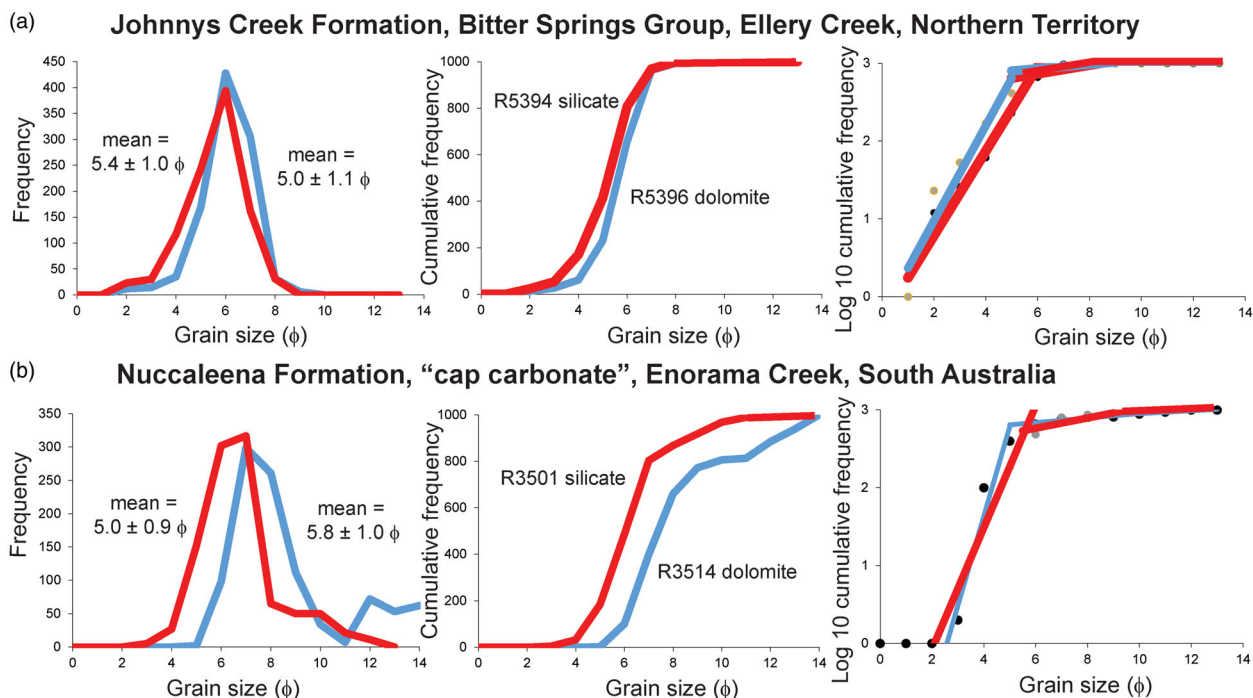 (a)
Johnnys Creek Formation, Bitter Springs Group, Ellery Creek, Northern Territory
Frequency
450
400
350
300
250
200
150
100
50
0
mean =
5.4 ± 1.0 ϕ
mean =
5.0 ± 1.1 ϕ
0 2 4 6 8 10 12 14
Grain size (ϕ)
Cumulative frequency
1000
800
600
400
200
0
R5394 silicate
R5396 dolomite
0 2 4 6 8 10 12 14
Grain size (ϕ)
Log 10 cumulative frequency
3
2
1
0
0 2 4 6 8 10 12 14
Grain size (ϕ)
(b)
Nuccaleena Formation, “cap carbonate”, Enorama Creek, South Australia
Frequency
350
300
250
200
150
100
50
0
mean =
5.0 ± 0.9 ϕ
mean =
5.8 ± 1.0 ϕ
0 2 4 6 8 10 12 14
Grain size (ϕ)
Cumulative frequency
1000
800
600
400
200
0
R3501 silicate
R3514 dolomite
0 2 4 6 8 10 12 14
Grain size (ϕ)
Log 10 cumulative frequency
3
2
1
0
0 2 4 6 8 10 12 14
Grain size (ϕ)